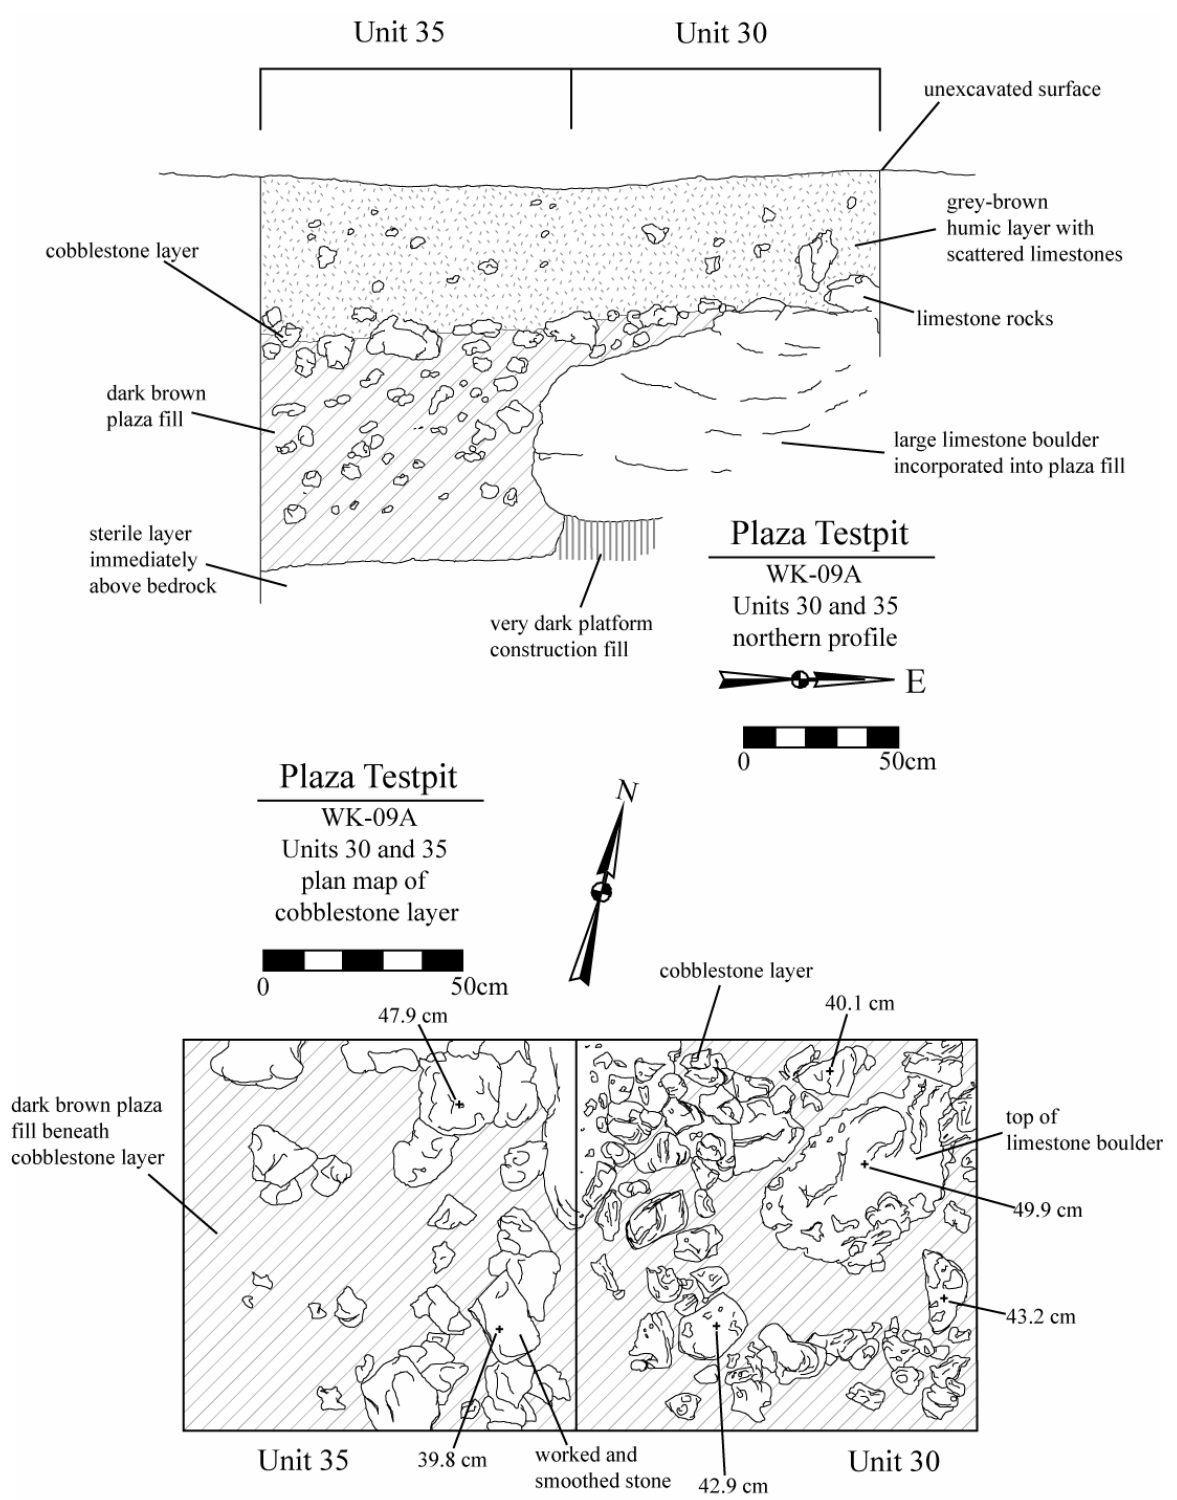 Unit 35
Unit 30
unexcavated surface
grey-brown
humic layer with
scattered limestones
cobblestone layer
limestone rocks
dark brown
plaza fill
large limestone boulder
incorporated into plaza fill
sterile layer
immediately
above bedrock
very dark platform
construction fill
Plaza Testpit
WK-09A
Units 30 and 35
northern profile
E
0
50cm
Plaza Testpit
WK-09A
Units 30 and 35
plan map of
cobblestone layer
0
50cm
N
cobblestone layer
47.9 cm
40.1 cm
dark brown plaza
fill beneath
cobblestone layer
top of
limestone boulder
49.9 cm
43.2 cm
Unit 35
39.8 cm
worked and
smoothed stone
42.9 cm
Unit 30